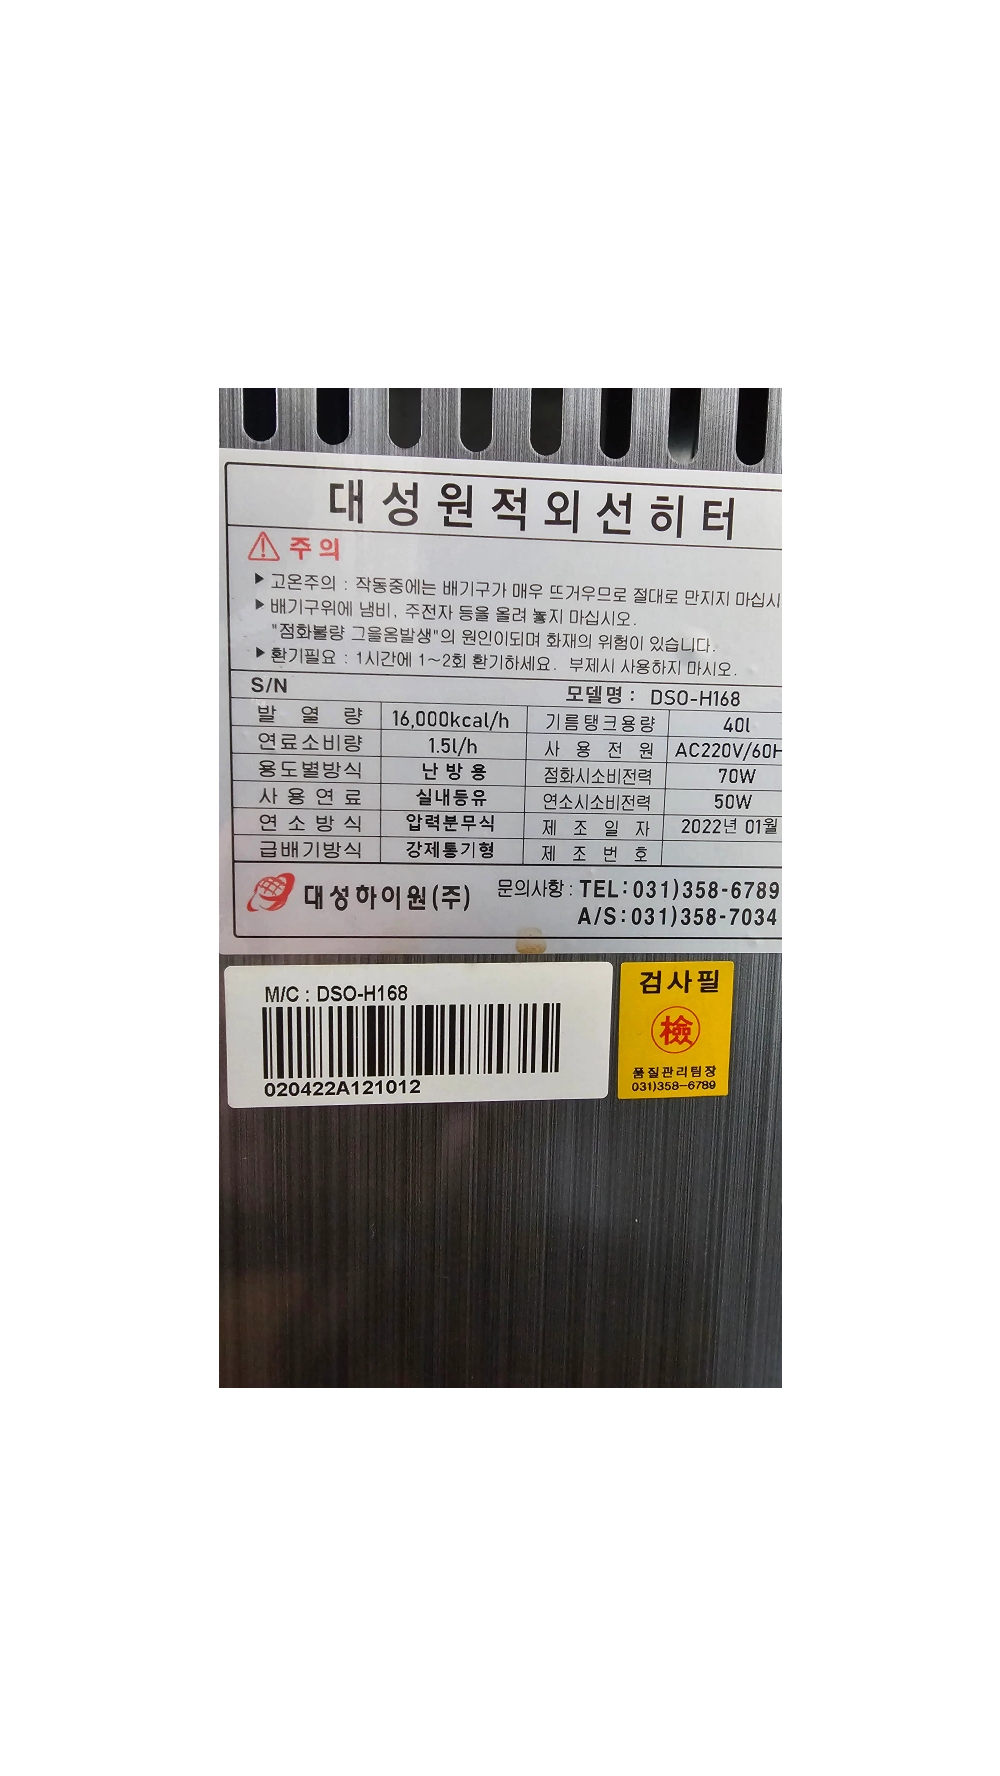 대성원적외선히터
주의
▶ 고온주의 : 작동중에는 배기구가 매우 뜨거우므로 절대로 만지지 마십시
▶ 배기구위에 냄비, 주전자 등을 올려 놓지 마십시오.
"점화불량 그을음발생"의 원인이되며 화재의 위험이 있습니다.
▶ 환기필요 : 1시간에 1~2회 환기하세요. 부제시 사용하지 마시오.
S/N 모델명 : DSO-H168
발 열 량 16,000kcal/h 기름탱크용량 40l
연료소비량 1.5l/h 사 용 전 원 AC220V/60H
용도별방식 난방용 점화시소비전력 70W
사 용 연 료 실내등유 연소시소비전력 50W
연 소 방 식 압력분무식 제 조 일 자 2022년 01월
급배기방식 강제통기형 제 조 번 호
대성하이원(주) 문의사항 : TEL:031)358-6789
A/S:031)358-7034
M/C : DSO-H168
020422A121012
검사필
檢
품질관리팀장
031)358-6789